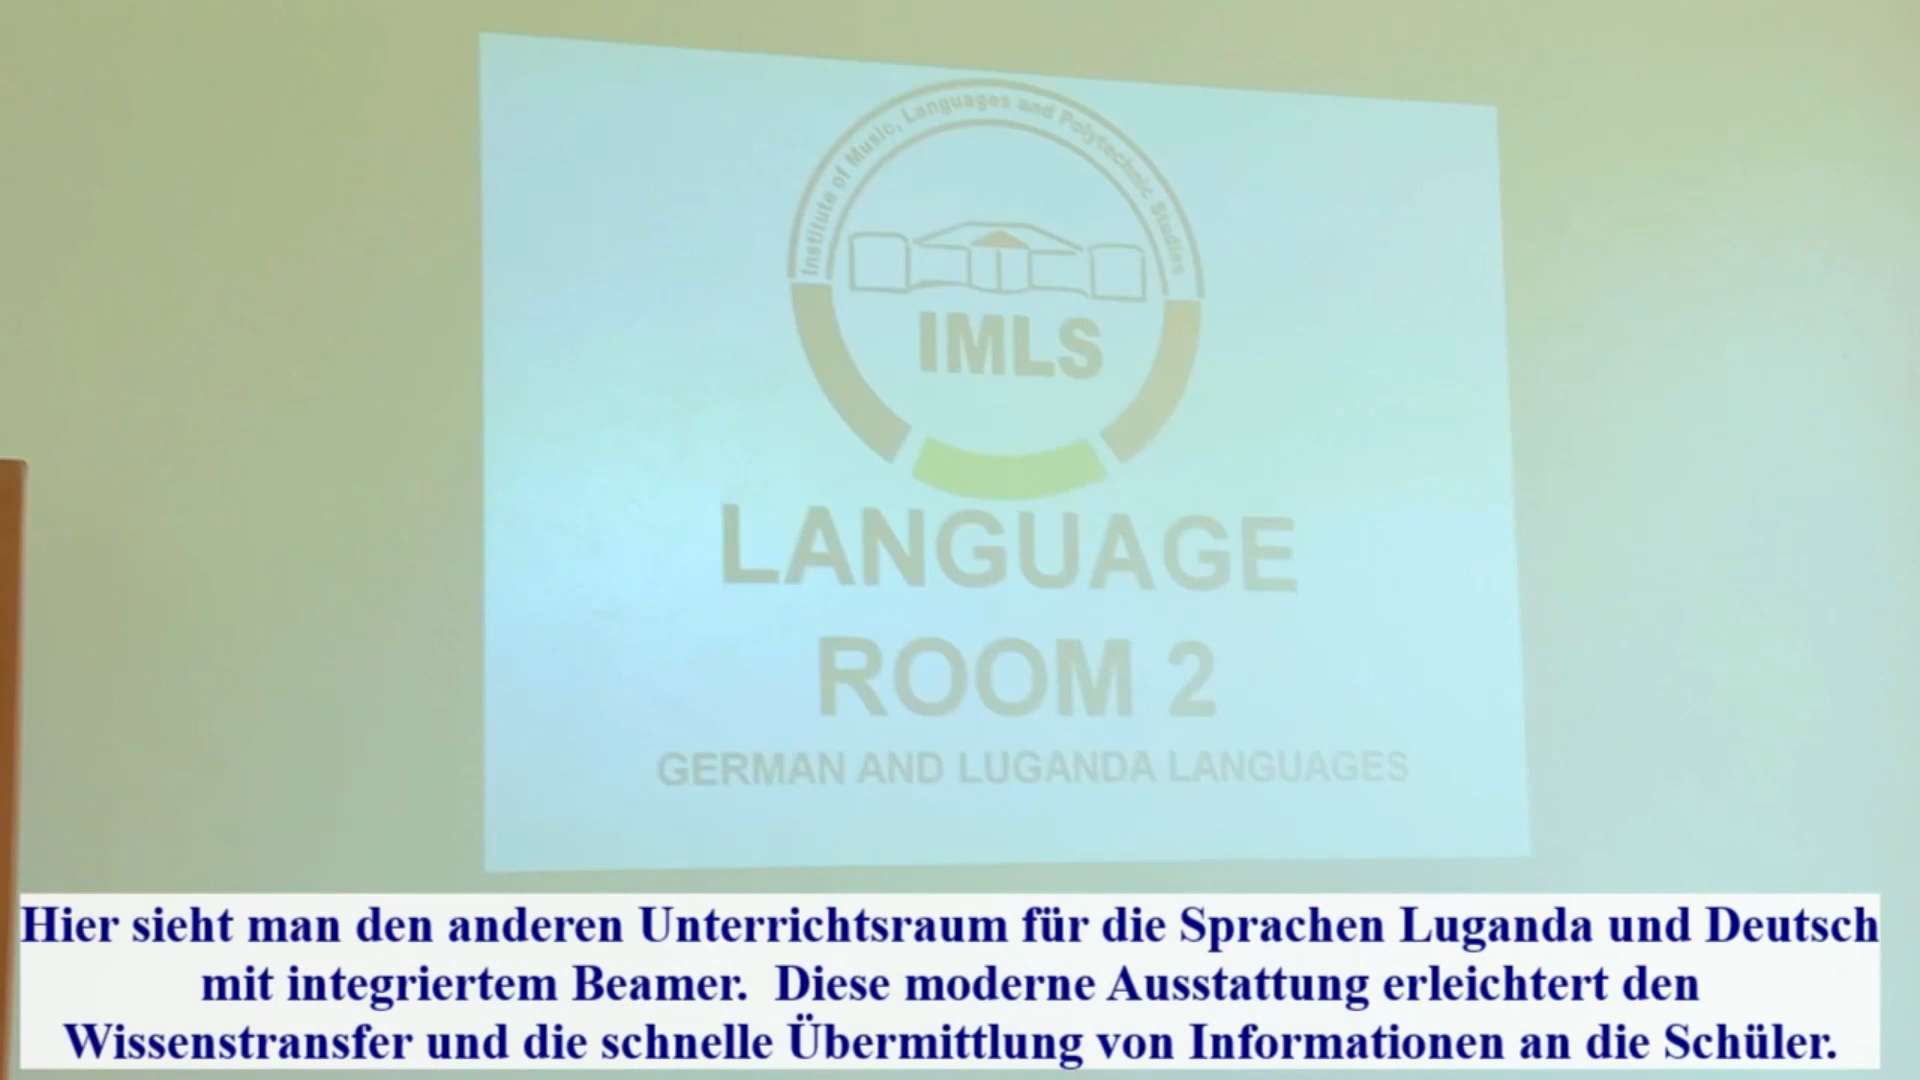 Institute of Music, Languages and Polytechnic Studies
IMLS
LANGUAGE
ROOM 2
GERMAN AND LUGANDA LANGUAGES
Hier sieht man den anderen Unterrichtsraum für die Sprachen Luganda und Deutsch
mit integriertem Beamer. Diese moderne Ausstattung erleichtert den
Wissenstransfer und die schnelle Übermittlung von Informationen an die Schüler.